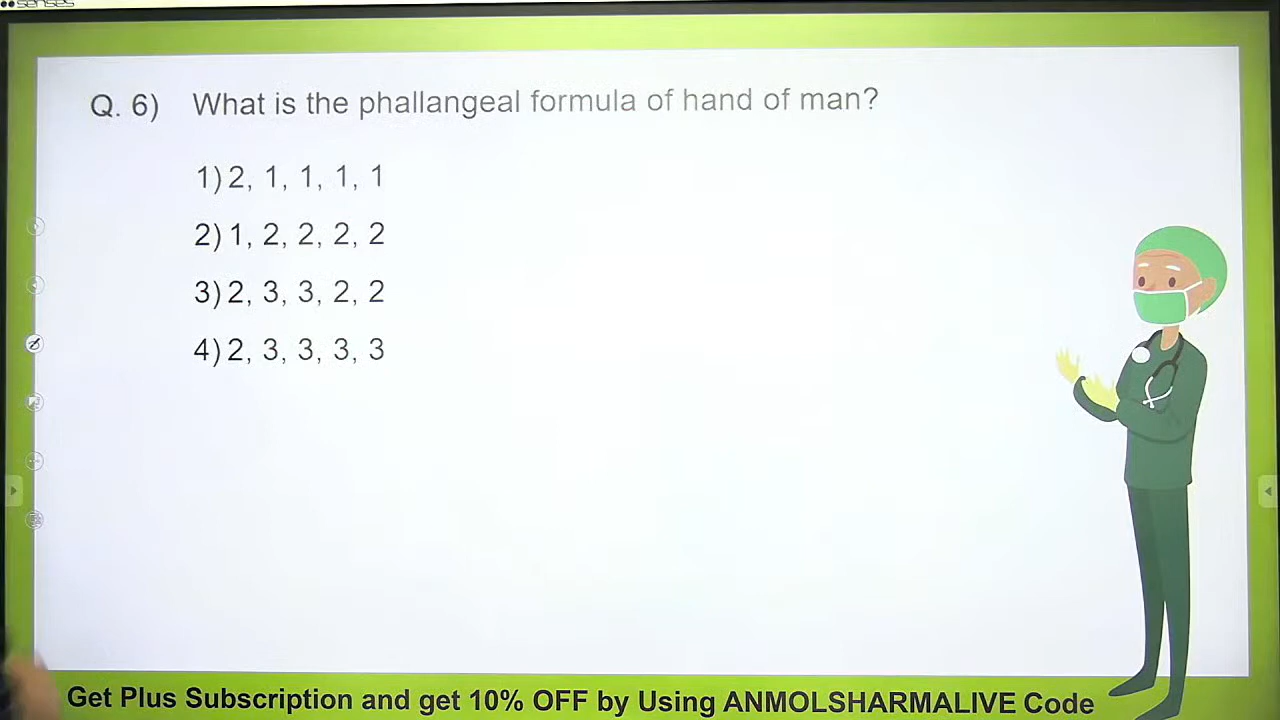 senses
Q. 6) What is the phallangeal formula of hand of man?
1) 2, 1, 1, 1, 1
2) 1, 2, 2, 2, 2
3) 2, 3, 3, 2, 2
4) 2, 3, 3, 3, 3
Get Plus Subscription and get 10% OFF by Using ANMOLSHARMALIVE Code